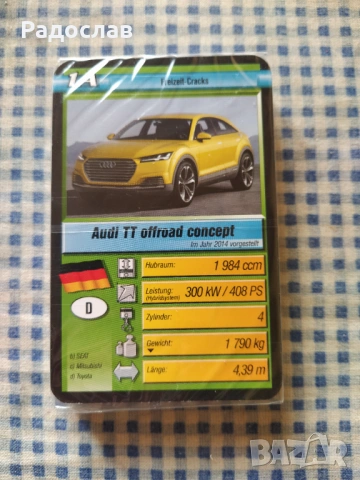 Радослав
1A
Freizeit-Cracks
Audi TT offroad concept
Im Jahr 2014 vorgestellt
Hubraum: 1 984 ccm
Leistung: (Hybridsystem) 300 kW / 408 PS
D
Zylinder: 4
Gewicht: 1 790 kg
b) SEAT
c) Mitsubishi
d) Toyota
Länge: 4,39 m
BAZAR